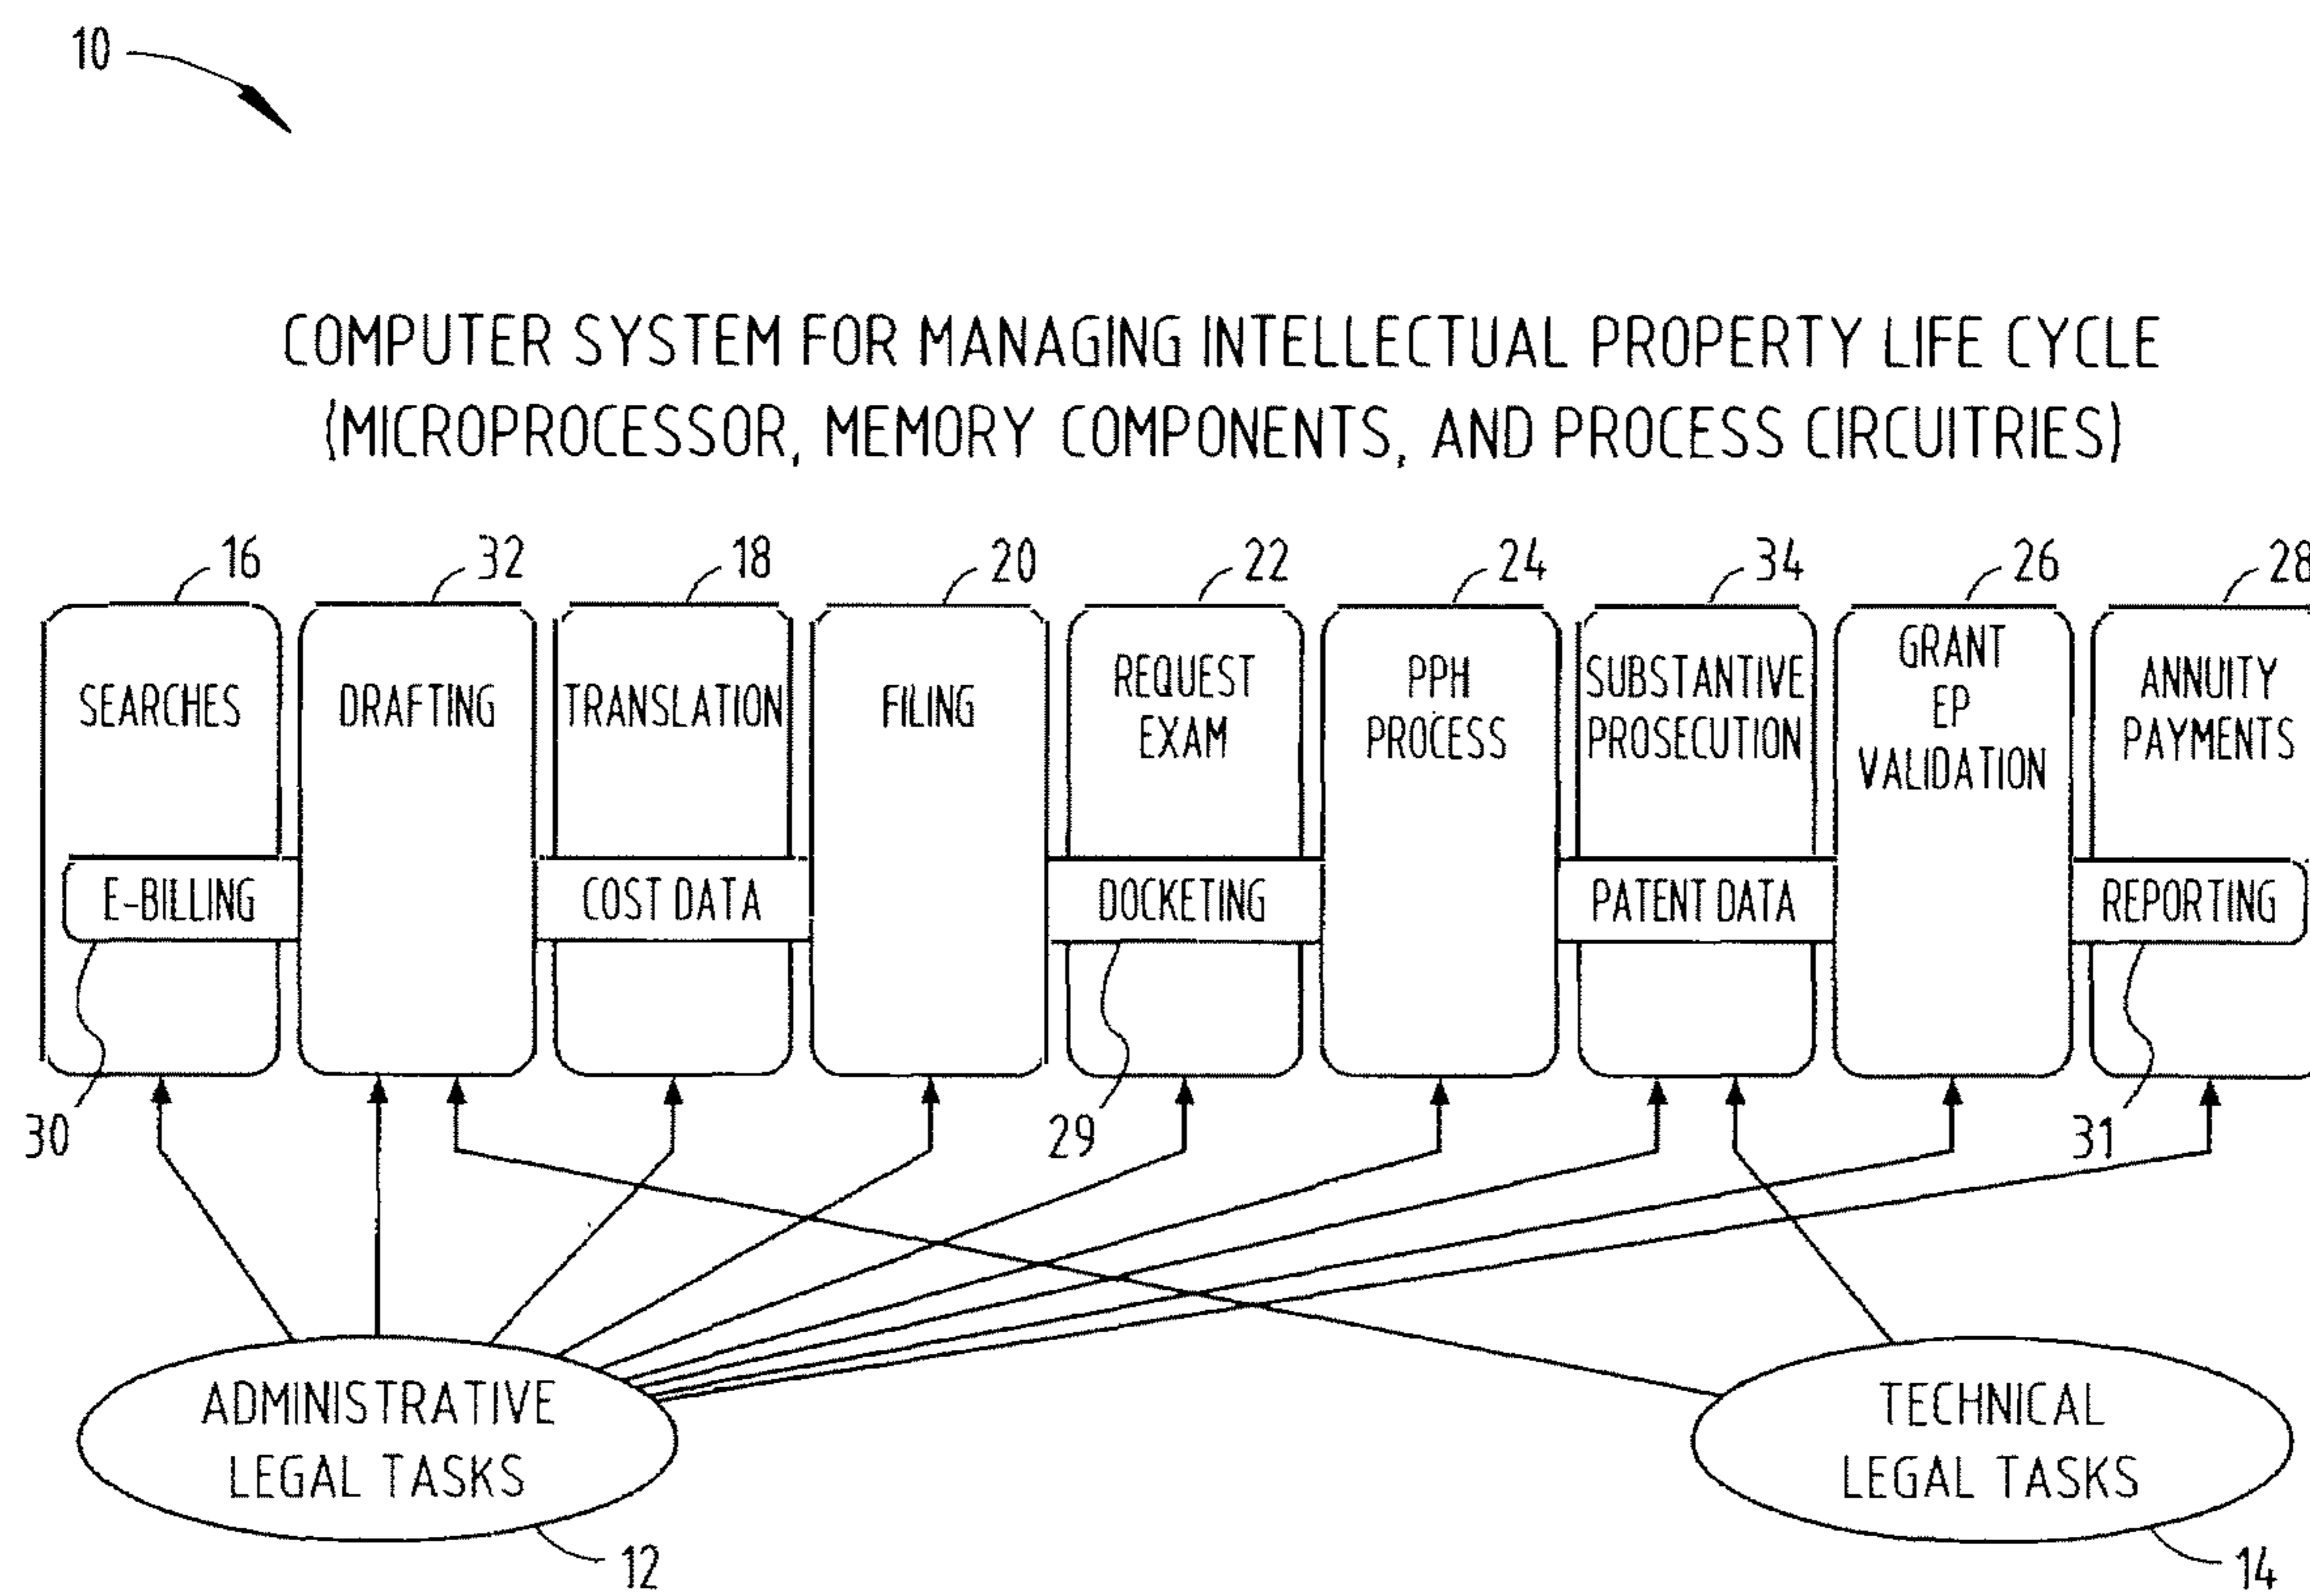 10
COMPUTER SYSTEM FOR MANAGING INTELLECTUAL PROPERTY LIFE CYCLE
(MICROPROCESSOR, MEMORY COMPONENTS, AND PROCESS CIRCUITRIES)
16
32
18
20
22
24
34
26
28
SEARCHES
DRAFTING
TRANSLATION
FILING
REQUEST
EXAM
PPH
PROCESS
SUBSTANTIVE
PROSECUTION
GRANT
EP
VALIDATION
ANNUITY
PAYMENTS
E-BILLING
COST DATA
DOCKETING
PATENT DATA
REPORTING
30
29
31
ADMINISTRATIVE
LEGAL TASKS
TECHNICAL
LEGAL TASKS
12
14